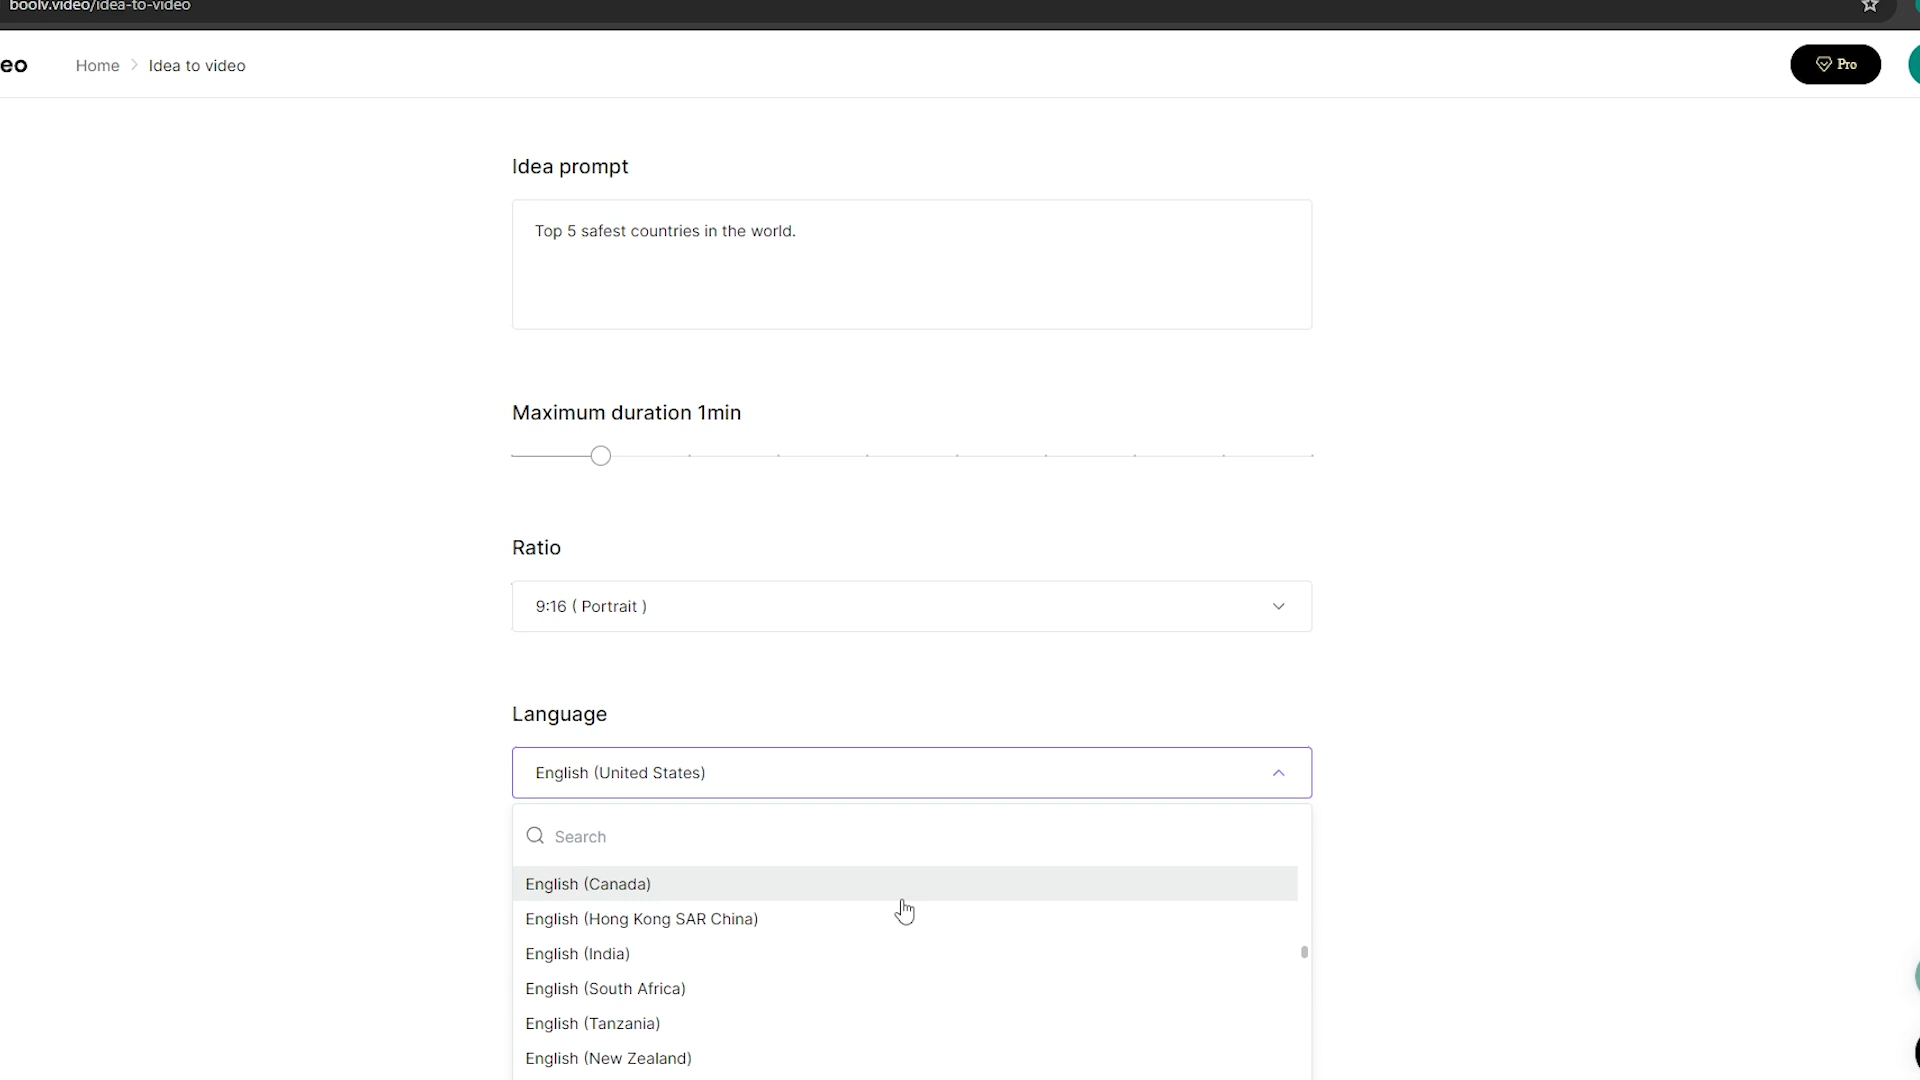 boolv.video/idea-to-video
eo
Home
Idea to video
Pro
Idea prompt
Top 5 safest countries in the world.
Maximum duration 1min
Ratio
9:16 ( Portrait )
Language
English (United States)
Search
English (Canada)
English (Hong Kong SAR China)
English (India)
English (South Africa)
English (Tanzania)
English (New Zealand)